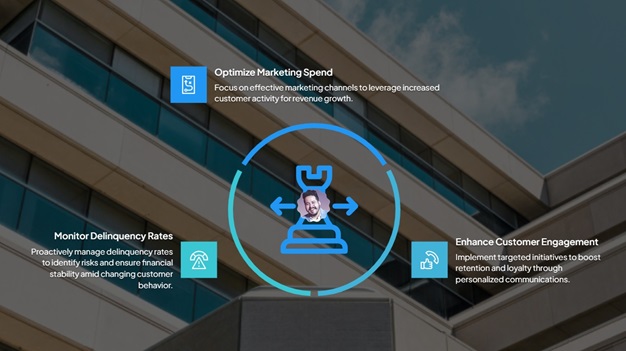 Optimize Marketing Spend
Focus on effective marketing channels to leverage increased
customer activity for revenue growth.
Monitor Delinquency Rates
Proactively manage delinquency rates
to identify risks and ensure financial
stability amid changing customer
behavior.
Enhance Customer Engagement
Implement targeted initiatives to boost
retention and loyalty through
personalized communications.